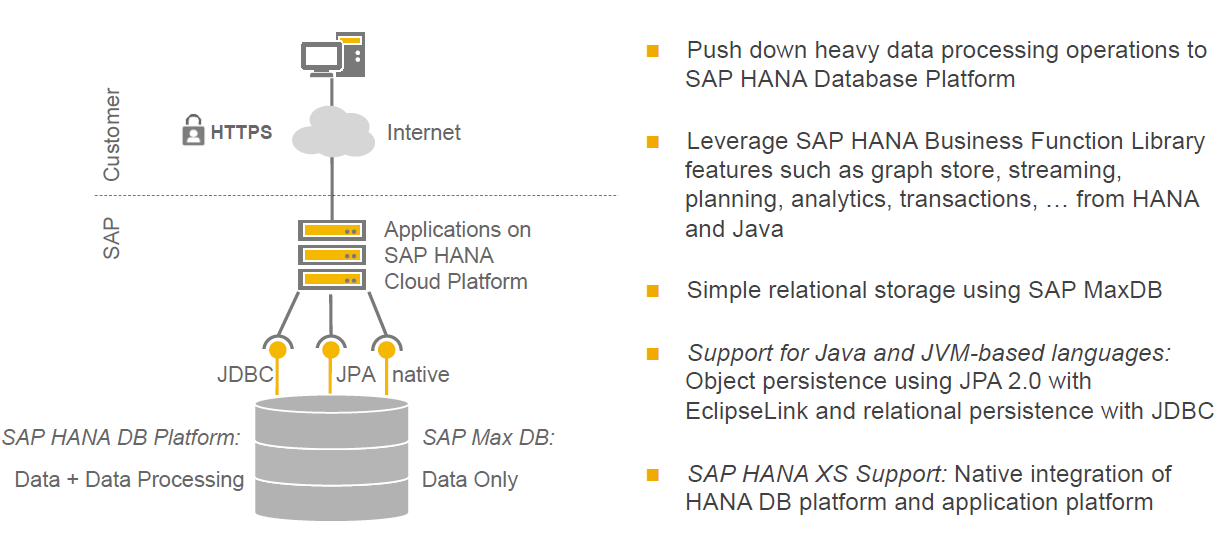 Customer
HTTPS
Internet
SAP
Applications on
SAP HANA
Cloud Platform
JDBC
JPA
native
SAP HANA DB Platform:
Data + Data Processing
SAP Max DB:
Data Only
Push down heavy data processing operations to
SAP HANA Database Platform
Leverage SAP HANA Business Function Library
features such as graph store, streaming,
planning, analytics, transactions, … from HANA
and Java
Simple relational storage using SAP MaxDB
Support for Java and JVM-based languages:
Object persistence using JPA 2.0 with
EclipseLink and relational persistence with JDBC
SAP HANA XS Support: Native integration of
HANA DB platform and application platform